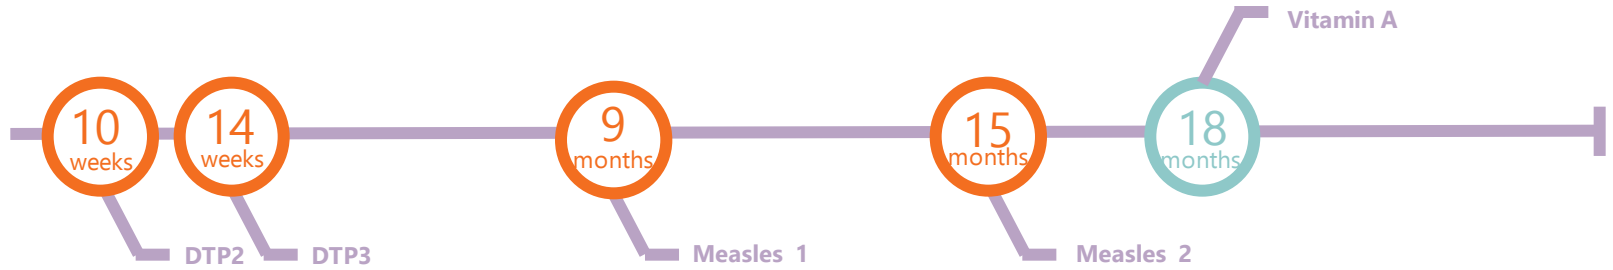 Vitamin A
10
weeks
14
weeks
9
months
15
months
18
months
DTP2
DTP3
Measles 1
Measles 2